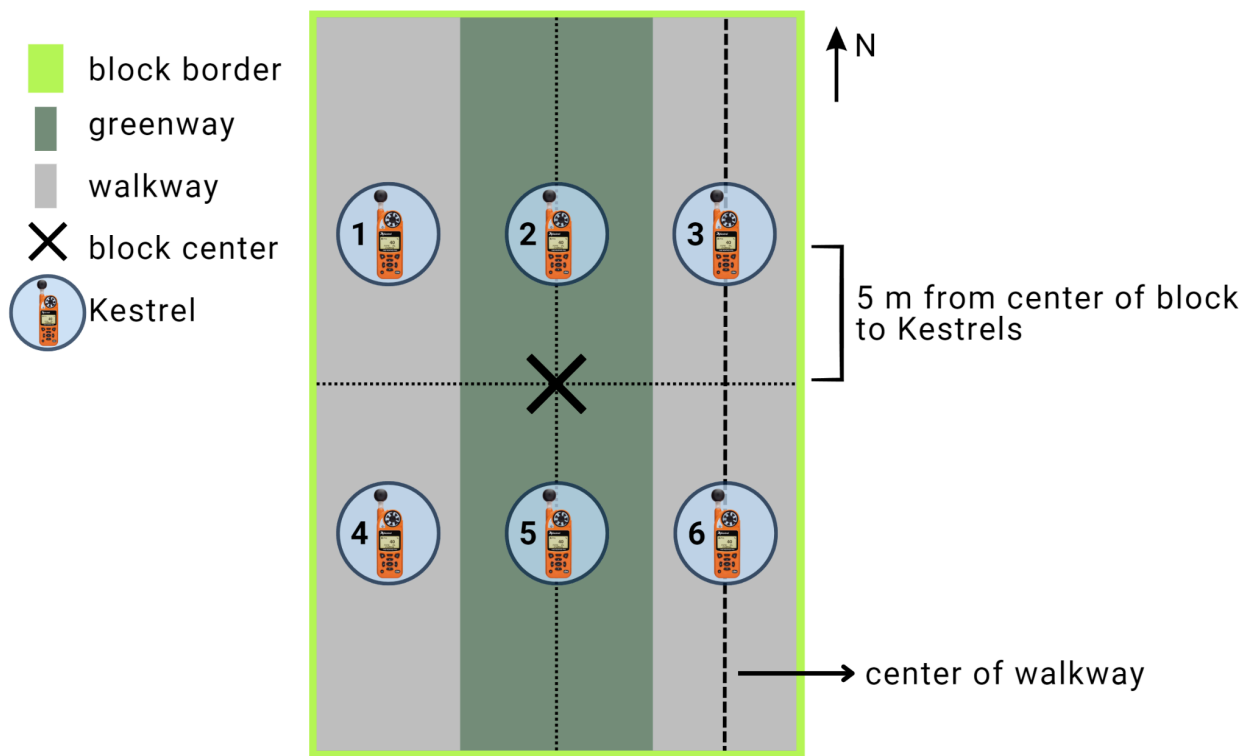 block border
greenway
walkway
block center
Kestrel
N
1
2
3
5 m from center of block
to Kestrels
4
5
6
center of walkway